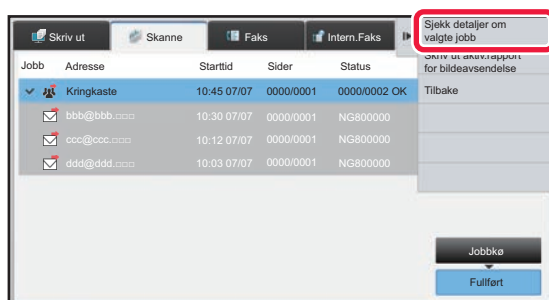 Skriv ut Skanne Faks Intern.Faks
Sjekk detaljer om
valgte jobb
Skriv ut aktiv.rapport
for bildeavsendelse
Tilbake
Jobb Adresse Starttid Sider Status
Kringkaste 10:45 07/07 0000/0001 0000/0002 OK
bbb@bbb.□□□ 10:30 07/07 0000/0001 NG800000
ccc@ccc.□□□ 10:12 07/07 0000/0001 NG800000
ddd@ddd.□□□ 10:03 07/07 0000/0001 NG800000
Jobbkø
Fullført